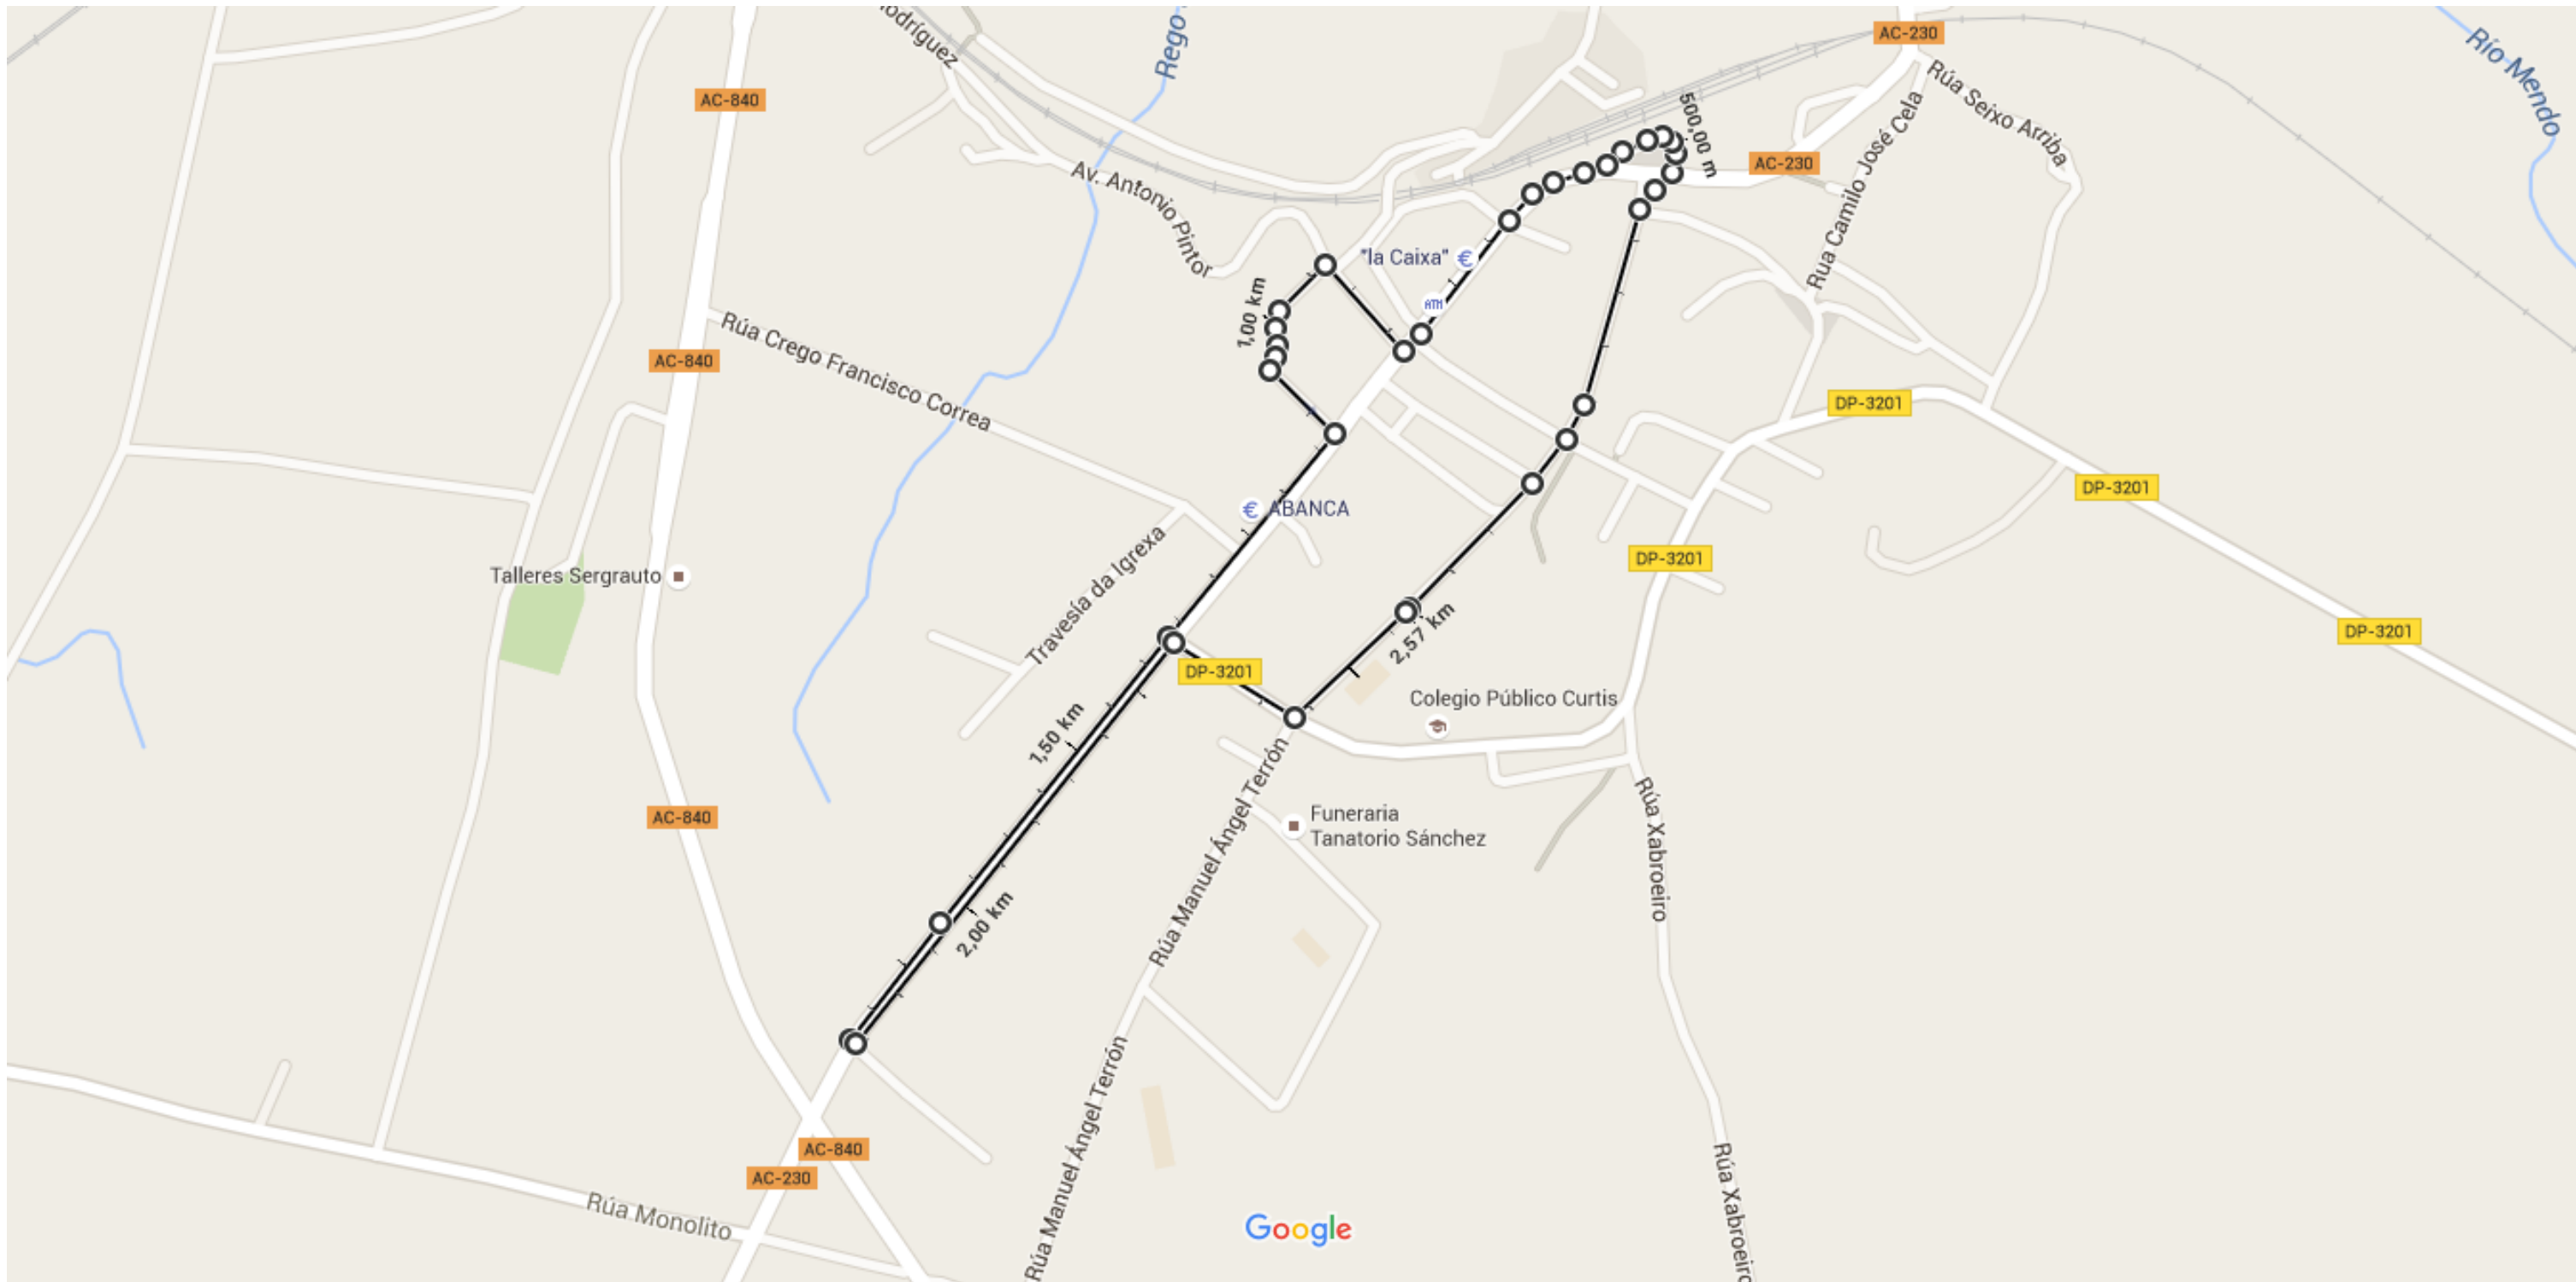 odríguez
Rego
AC-230
Río Mendo
Rúa Seixo Arriba
AC-840
500,00 m
AC-230
Rua Camilo José Cela
Av. Antonio Pintor
"la Caixa" €
ATM
1,00 km
Rúa Crego Francisco Correa
AC-840
DP-3201
DP-3201
€ ABANCA
DP-3201
Talleres Sergrauto
Travesía da Igrexa
2,57 km
DP-3201
DP-3201
Colegio Público Curtis
1,50 km
AC-840
Funeraria
Tanatorio Sánchez
Rúa Manuel Ángel Terrón
Rúa Xabroeiro
2,00 km
Rúa Manuel Ángel Terrón
AC-840
AC-230
Rúa Monolito
Rúa Xabroeiro
Google